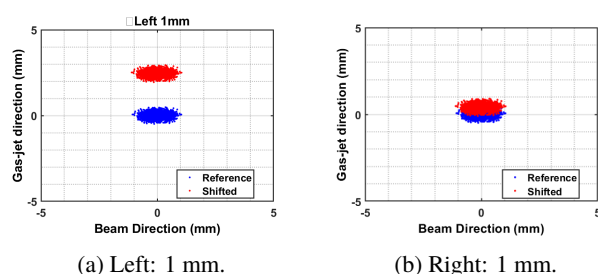 Left 1mm
Gas-jet direction (mm)
5
0
-5
-5
0
5
Beam Direction (mm)
Reference
Shifted
(a) Left: 1 mm.
Gas-jet direction (mm)
5
0
-5
-5
0
5
Beam Direction (mm)
Reference
Shifted
(b) Right: 1 mm.